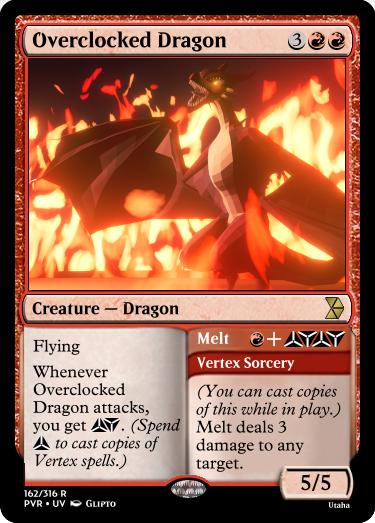 Overclocked Dragon 3
Creature — Dragon
Flying
Whenever
Overclocked
Dragon attacks,
you get . (Spend
to cast copies of
Vertex spells.)
Melt +
Vertex Sorcery
(You can cast copies
of this while in play.)
Melt deals 3
damage to any
target.
5/5
162/316 R
PVR • UV Glipto
Utaha